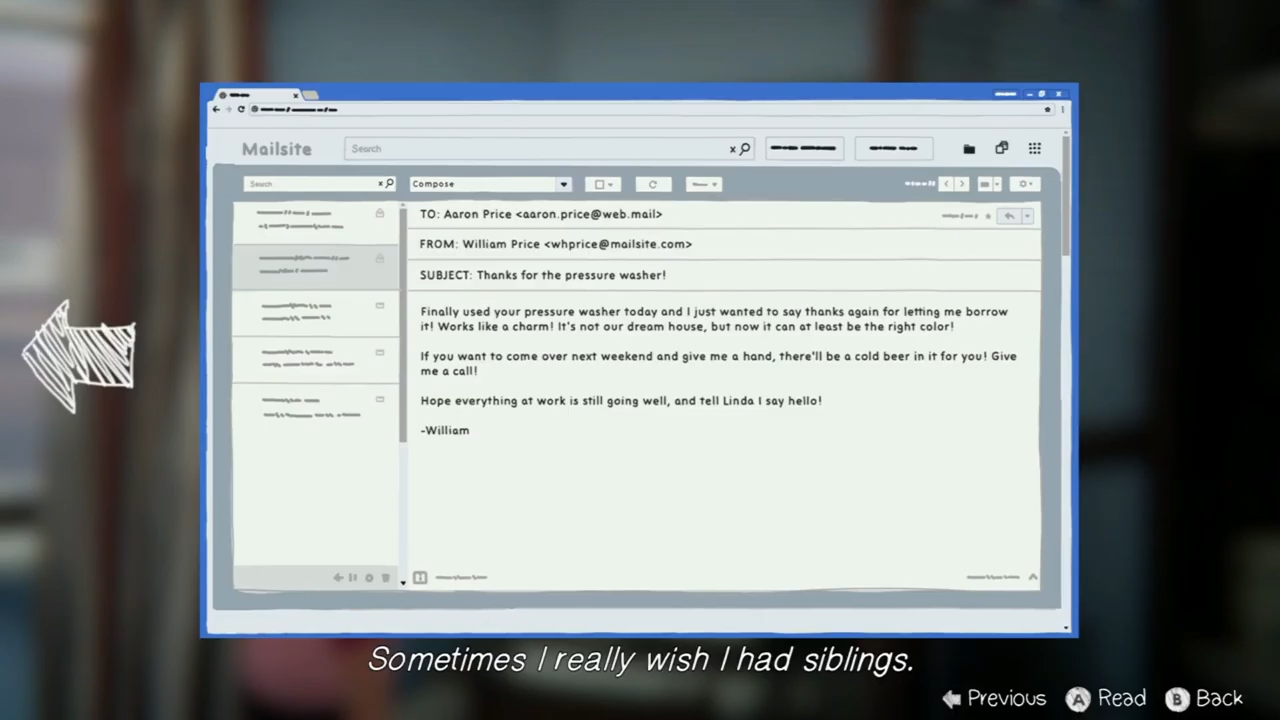 Mailsite
Search
x
Search
x
Compose
TO: Aaron Price <aaron.price@web.mail>
FROM: William Price <whprice@mailsite.com>
SUBJECT: Thanks for the pressure washer!
Finally used your pressure washer today and I just wanted to say thanks again for letting me borrow
it! Works like a charm! It's not our dream house, but now it can at least be the right color!
If you want to come over next weekend and give me a hand, there'll be a cold beer in it for you! Give
me a call!
Hope everything at work is still going well, and tell Linda I say hello!
-William
Sometimes I really wish I had siblings.
Previous A Read B Back